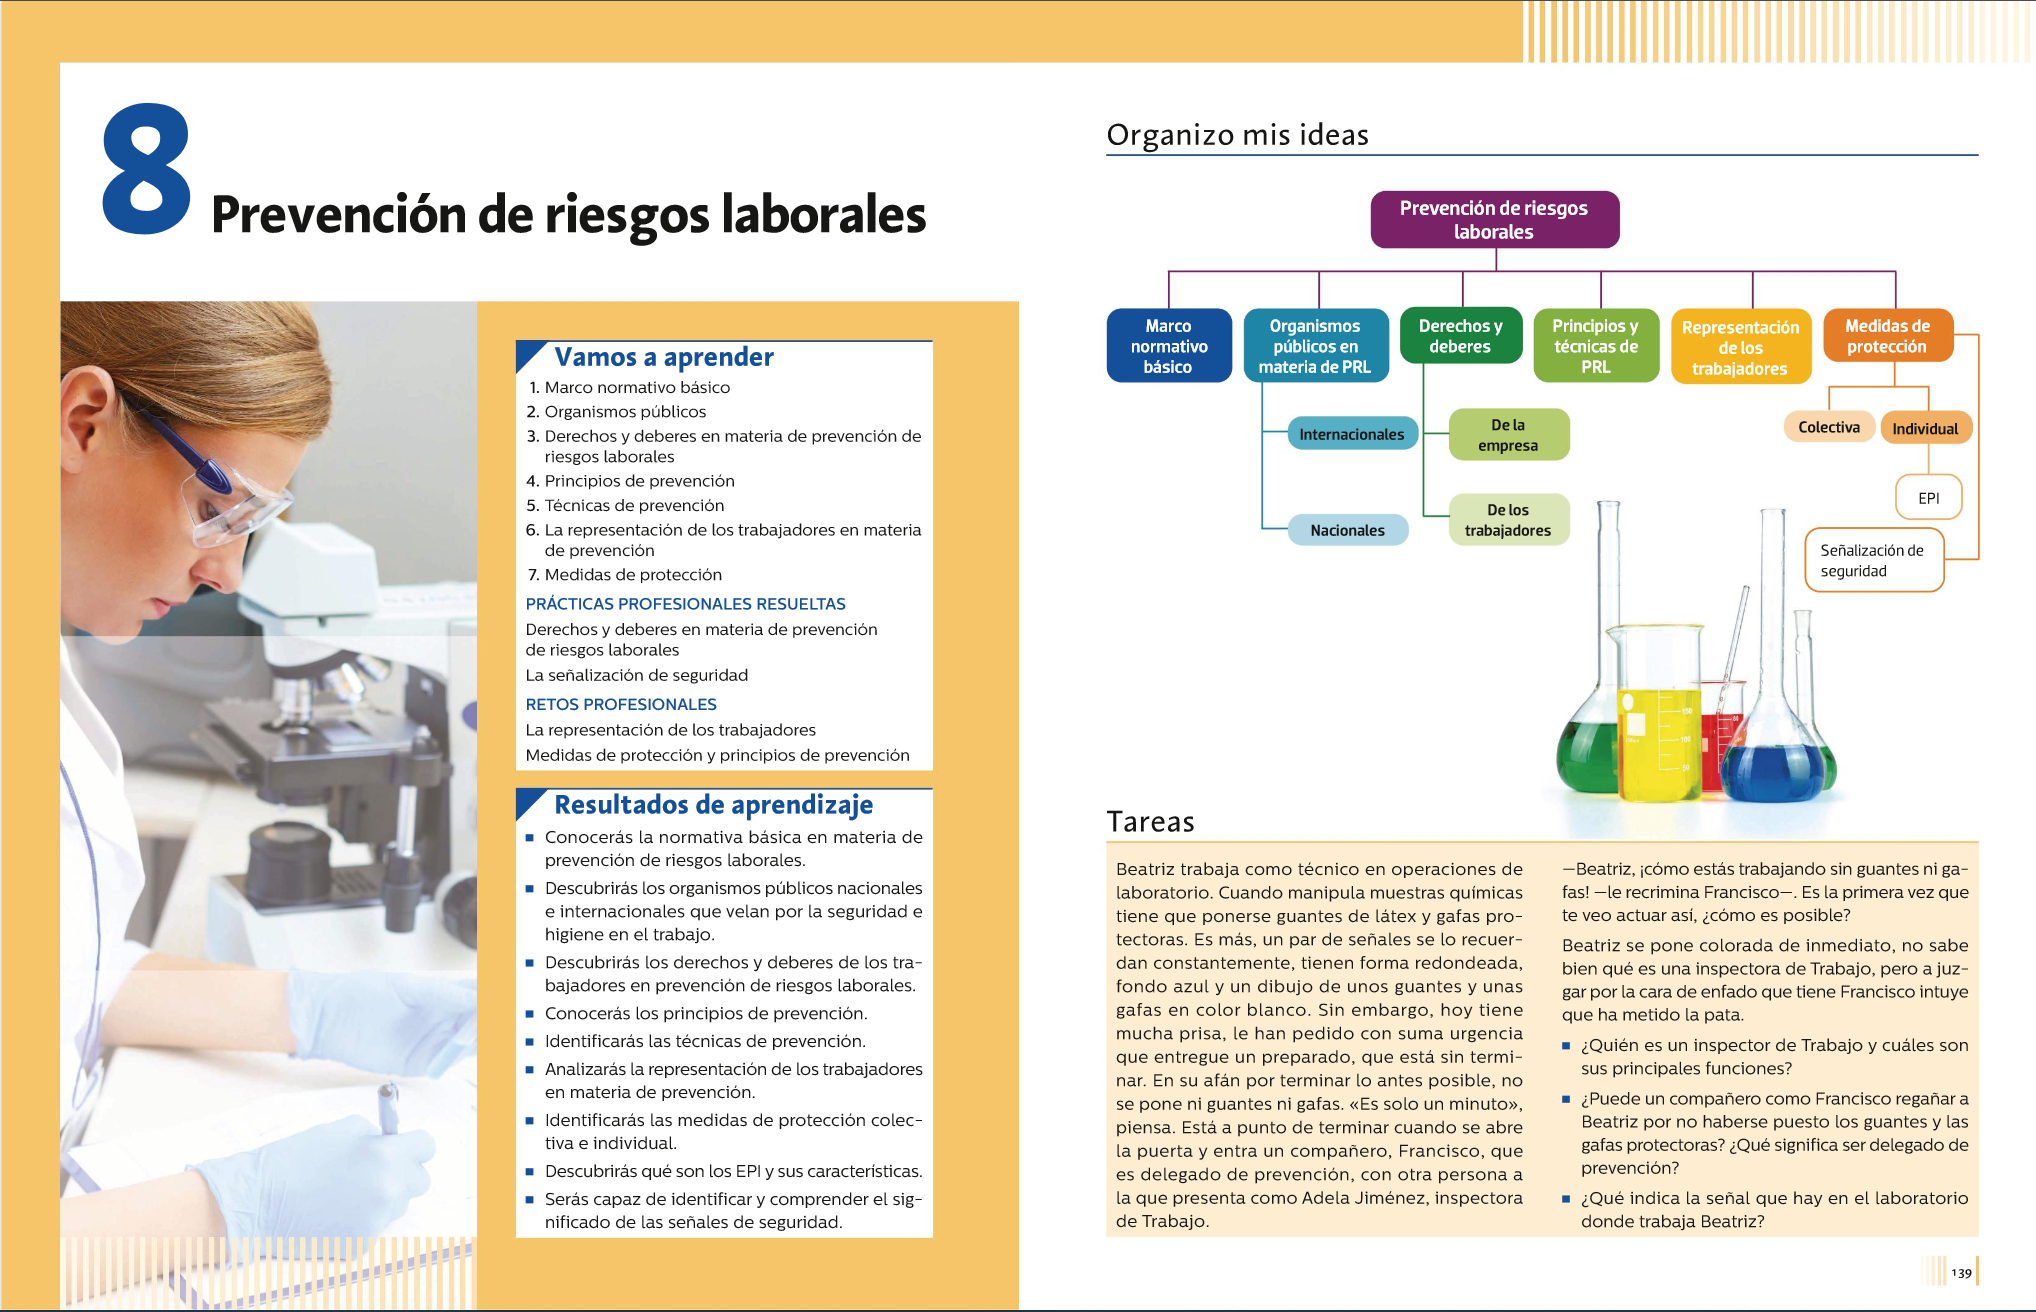 8
Prevención de riesgos laborales
Vamos a aprender
1. Marco normativo básico
2. Organismos públicos
3. Derechos y deberes en materia de prevención de
riesgos laborales
4. Principios de prevención
5. Técnicas de prevención
6. La representación de los trabajadores en materia
de prevención
7. Medidas de protección
PRÁCTICAS PROFESIONALES RESUELTAS
Derechos y deberes en materia de prevención
de riesgos laborales
La señalización de seguridad
RETOS PROFESIONALES
La representación de los trabajadores
Medidas de protección y principios de prevención
Resultados de aprendizaje
■ Conocerás la normativa básica en materia de
prevención de riesgos laborales.
■ Descubrirás los organismos públicos nacionales
e internacionales que velan por la seguridad e
higiene en el trabajo.
■ Descubrirás los derechos y deberes de los tra-
bajadores en prevención de riesgos laborales.
■ Conocerás los principios de prevención.
■ Identificarás las técnicas de prevención.
■ Analizarás la representación de los trabajadores
en materia de prevención.
■ Identificarás las medidas de protección colec-
tiva e individual.
■ Descubrirás qué son los EPI y sus características.
■ Serás capaz de identificar y comprender el sig-
nificado de las señales de seguridad.
Organizo mis ideas
Prevención de riesgos
laborales
Marco
normativo
básico
Organismos
públicos en
materia de PRL
Internacionales
Nacionales
Derechos y
deberes
De la
empresa
De los
trabajadores
Principios y
técnicas de
PRL
Representación
de los
trabajadores
Medidas de
protección
Colectiva
Individual
EPI
Señalización de
seguridad
150
100
50
Tareas
Beatriz trabaja como técnico en operaciones de
laboratorio. Cuando manipula muestras químicas
tiene que ponerse guantes de látex y gafas pro-
tectoras. Es más, un par de señales se lo recuer-
dan constantemente, tienen forma redondeada,
fondo azul y un dibujo de unos guantes y unas
gafas en color blanco. Sin embargo, hoy tiene
mucha prisa, le han pedido con suma urgencia
que entregue un preparado, que está sin termi-
nar. En su afán por terminar lo antes posible, no
se pone ni guantes ni gafas. «Es solo un minuto»,
piensa. Está a punto de terminar cuando se abre
la puerta y entra un compañero, Francisco, que
es delegado de prevención, con otra persona a
la que presenta como Adela Jiménez, inspectora
de Trabajo.
—Beatriz, ¡cómo estás trabajando sin guantes ni ga-
fas! —le recrimina Francisco—. Es la primera vez que
te veo actuar así, ¿cómo es posible?
Beatriz se pone colorada de inmediato, no sabe
bien qué es una inspectora de Trabajo, pero a juz-
gar por la cara de enfado que tiene Francisco intuye
que ha metido la pata.
■ ¿Quién es un inspector de Trabajo y cuáles son
sus principales funciones?
■ ¿Puede un compañero como Francisco regañar a
Beatriz por no haberse puesto los guantes y las
gafas protectoras? ¿Qué significa ser delegado de
prevención?
■ ¿Qué indica la señal que hay en el laboratorio
donde trabaja Beatriz?
139